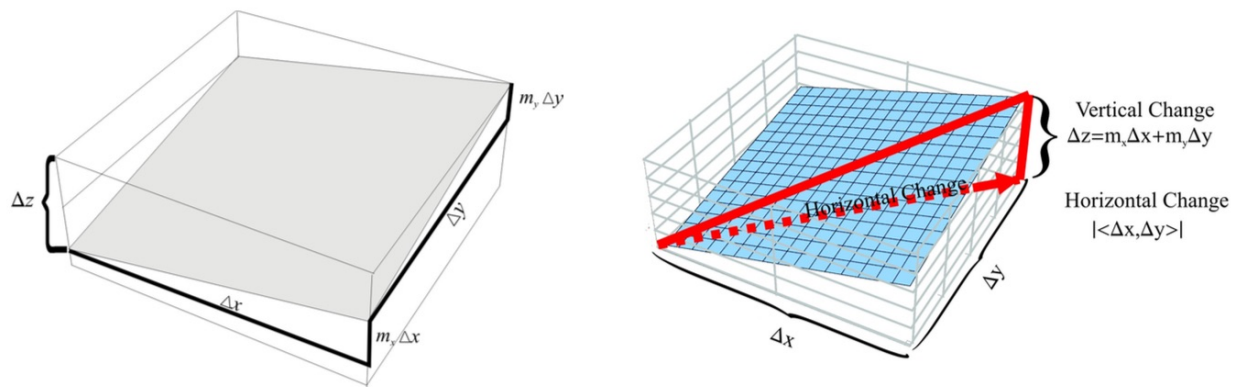 m_y Δy
Δz
Δy
Δx
m_x Δx
Vertical Change
Δz=m_xΔx+m_yΔy
Horizontal Change
Horizontal Change
|<Δx,Δy>|
Δy
Δx